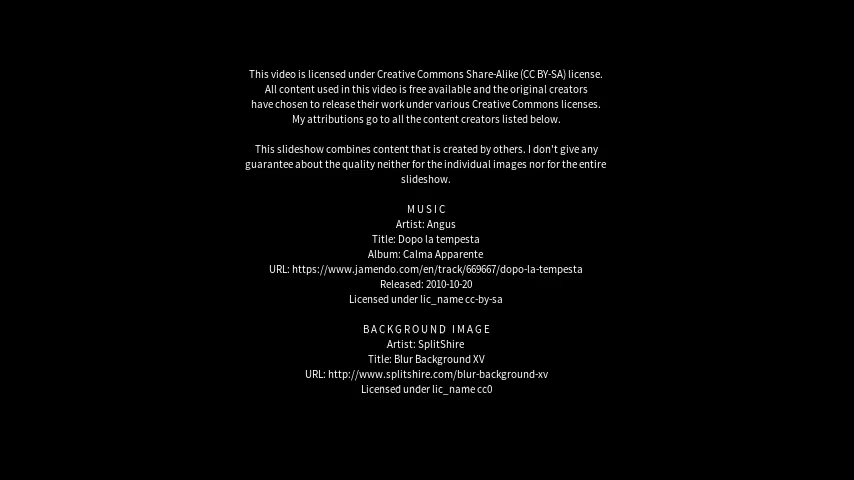 This video is licensed under Creative Commons Share-Alike (CC BY-SA) license.
All content used in this video is free available and the original creators
have chosen to release their work under various Creative Commons licenses.
My attributions go to all the content creators listed below.
This slideshow combines content that is created by others. I don't give any
guarantee about the quality neither for the individual images nor for the entire
slideshow.
MUSIC
Artist: Angus
Title: Dopo la tempesta
Album: Calma Apparente
URL: https://www.jamendo.com/en/track/669667/dopo-la-tempesta
Released: 2010-10-20
Licensed under lic_name cc-by-sa
BACKGROUND IMAGE
Artist: SplitShire
Title: Blur Background XV
URL: http://www.splitshire.com/blur-background-xv
Licensed under lic_name cc0